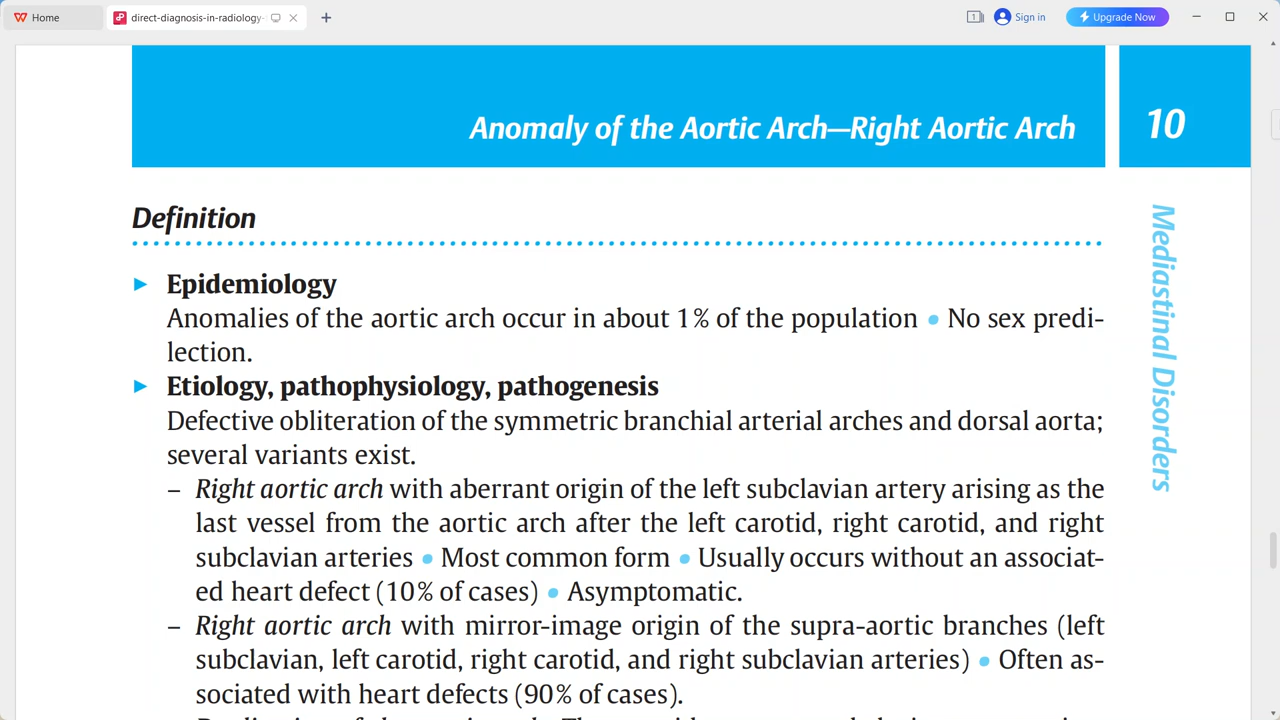 Home
direct-diagnosis-in-radiology-
1
Sign in
Upgrade Now
Anomaly of the Aortic Arch—Right Aortic Arch
10
Mediastinal Disorders
Definition
Epidemiology
Anomalies of the aortic arch occur in about 1% of the population • No sex predi-
lection.
Etiology, pathophysiology, pathogenesis
Defective obliteration of the symmetric branchial arterial arches and dorsal aorta;
several variants exist.
– Right aortic arch with aberrant origin of the left subclavian artery arising as the
last vessel from the aortic arch after the left carotid, right carotid, and right
subclavian arteries • Most common form • Usually occurs without an associat-
ed heart defect (10% of cases) • Asymptomatic.
– Right aortic arch with mirror-image origin of the supra-aortic branches (left
subclavian, left carotid, right carotid, and right subclavian arteries) • Often as-
sociated with heart defects (90% of cases).